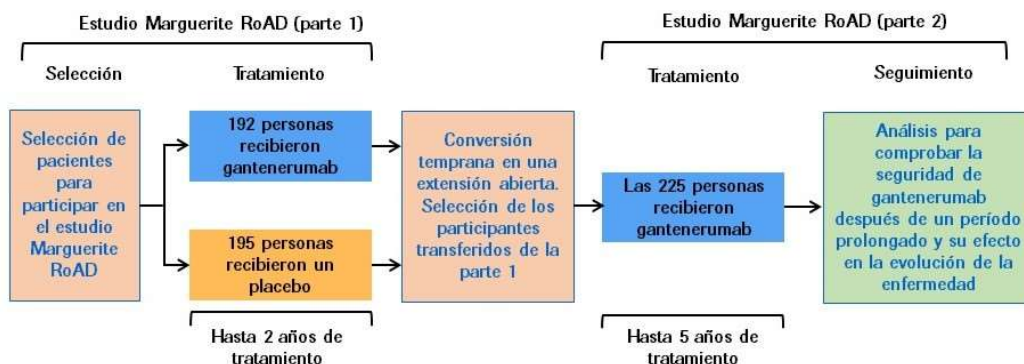 Estudio Marguerite RoAD (parte 1)
Estudio Marguerite RoAD (parte 2)
Selección
Tratamiento
Tratamiento
Seguimiento
Selección de
pacientes
para
participar en
el estudio
Marguerite
RoAD
192 personas
recibieron
gantenerumab
195 personas
recibieron un
placebo
Conversión
temprana en una
extensión abierta.
Selección de los
participantes
transferidos de la
parte 1
Las 225 personas
recibieron
gantenerumab
Análisis para
comprobar la
seguridad de
gantenerumab
después de un período
prolongado y su efecto
en la evolución de la
enfermedad
Hasta 2 años de
tratamiento
Hasta 5 años de
tratamiento